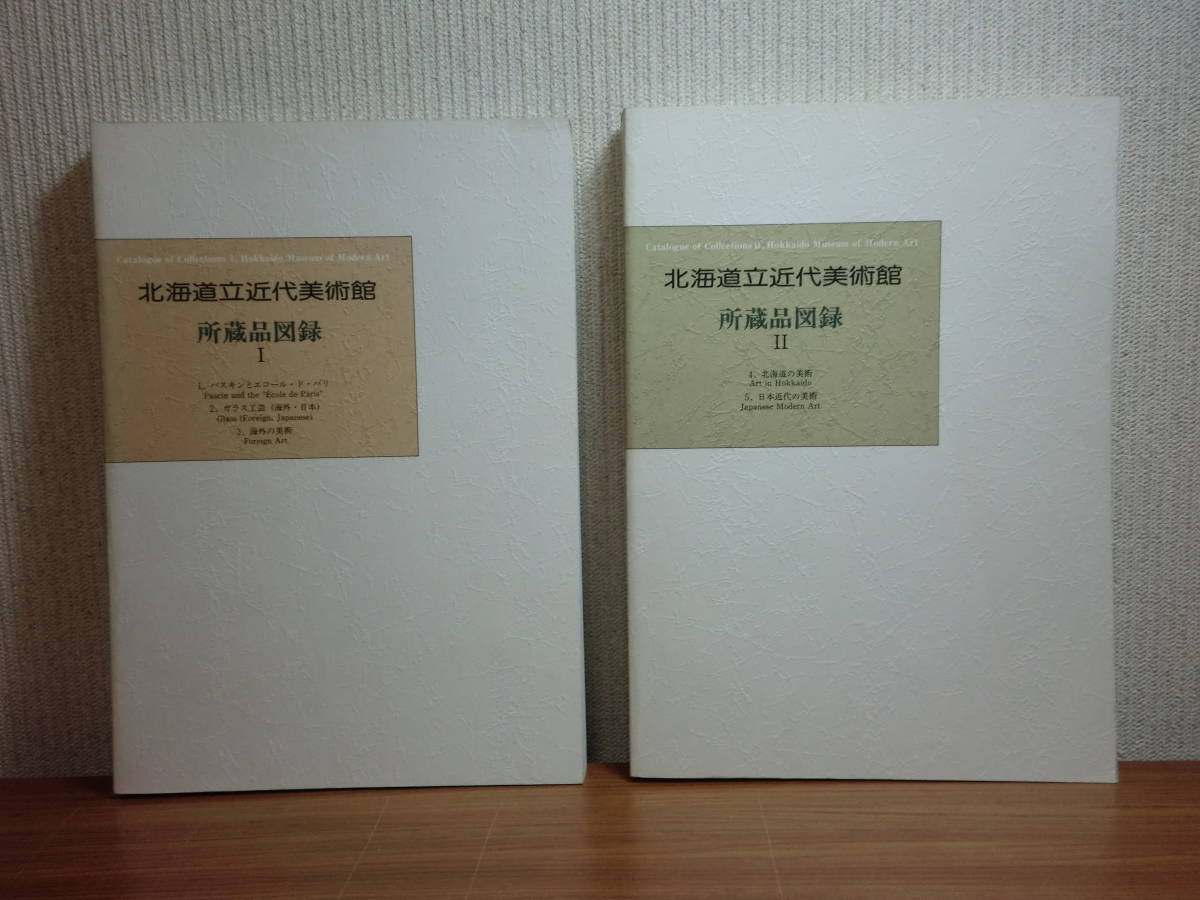 Catalogue of Collections I, Hokkaido Museum of Modern Art
北海道立近代美術館
所蔵品図録
I
1. パスキンとエコール・ド・パリ
Pascin and the "École de Paris"
2. ガラス工芸 (海外・日本)
Glass (Foreign, Japanese)
3. 海外の美術
Foreign Art
Catalogue of Collections II, Hokkaido Museum of Modern Art
北海道立近代美術館
所蔵品図録
II
4. 北海道の美術
Art in Hokkaido
5. 日本近代の美術
Japanese Modern Art